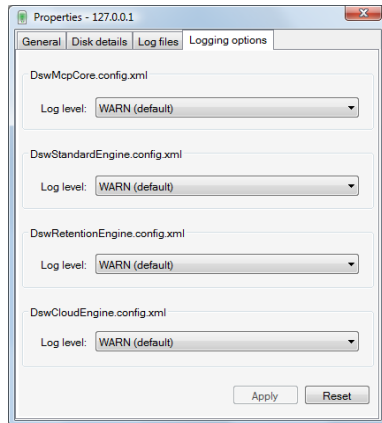 Properties - 127.0.0.1
General Disk details Log files Logging options
DswMcpCore.config.xml
Log level: WARN (default)
DswStandardEngine.config.xml
Log level: WARN (default)
DswRetentionEngine.config.xml
Log level: WARN (default)
DswCloudEngine.config.xml
Log level: WARN (default)
Apply Reset